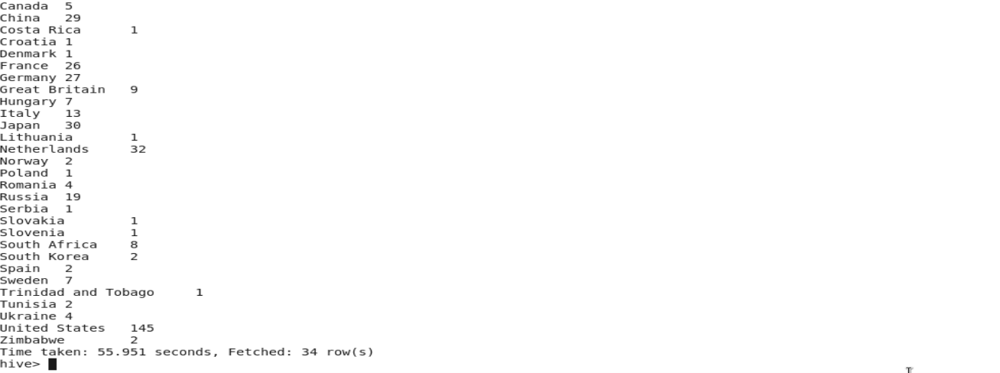 Canada	5
China	29
Costa Rica	1
Croatia	1
Denmark	1
France	26
Germany	27
Great Britain	9
Hungary	7
Italy	13
Japan	30
Lithuania	1
Netherlands	32
Norway	2
Poland	1
Romania	4
Russia	19
Serbia	1
Slovakia	1
Slovenia	1
South Africa	8
South Korea	2
Spain	2
Sweden	7
Trinidad and Tobago	1
Tunisia	2
Ukraine	4
United States	145
Zimbabwe	2
Time taken: 55.951 seconds, Fetched: 34 row(s)
hive>